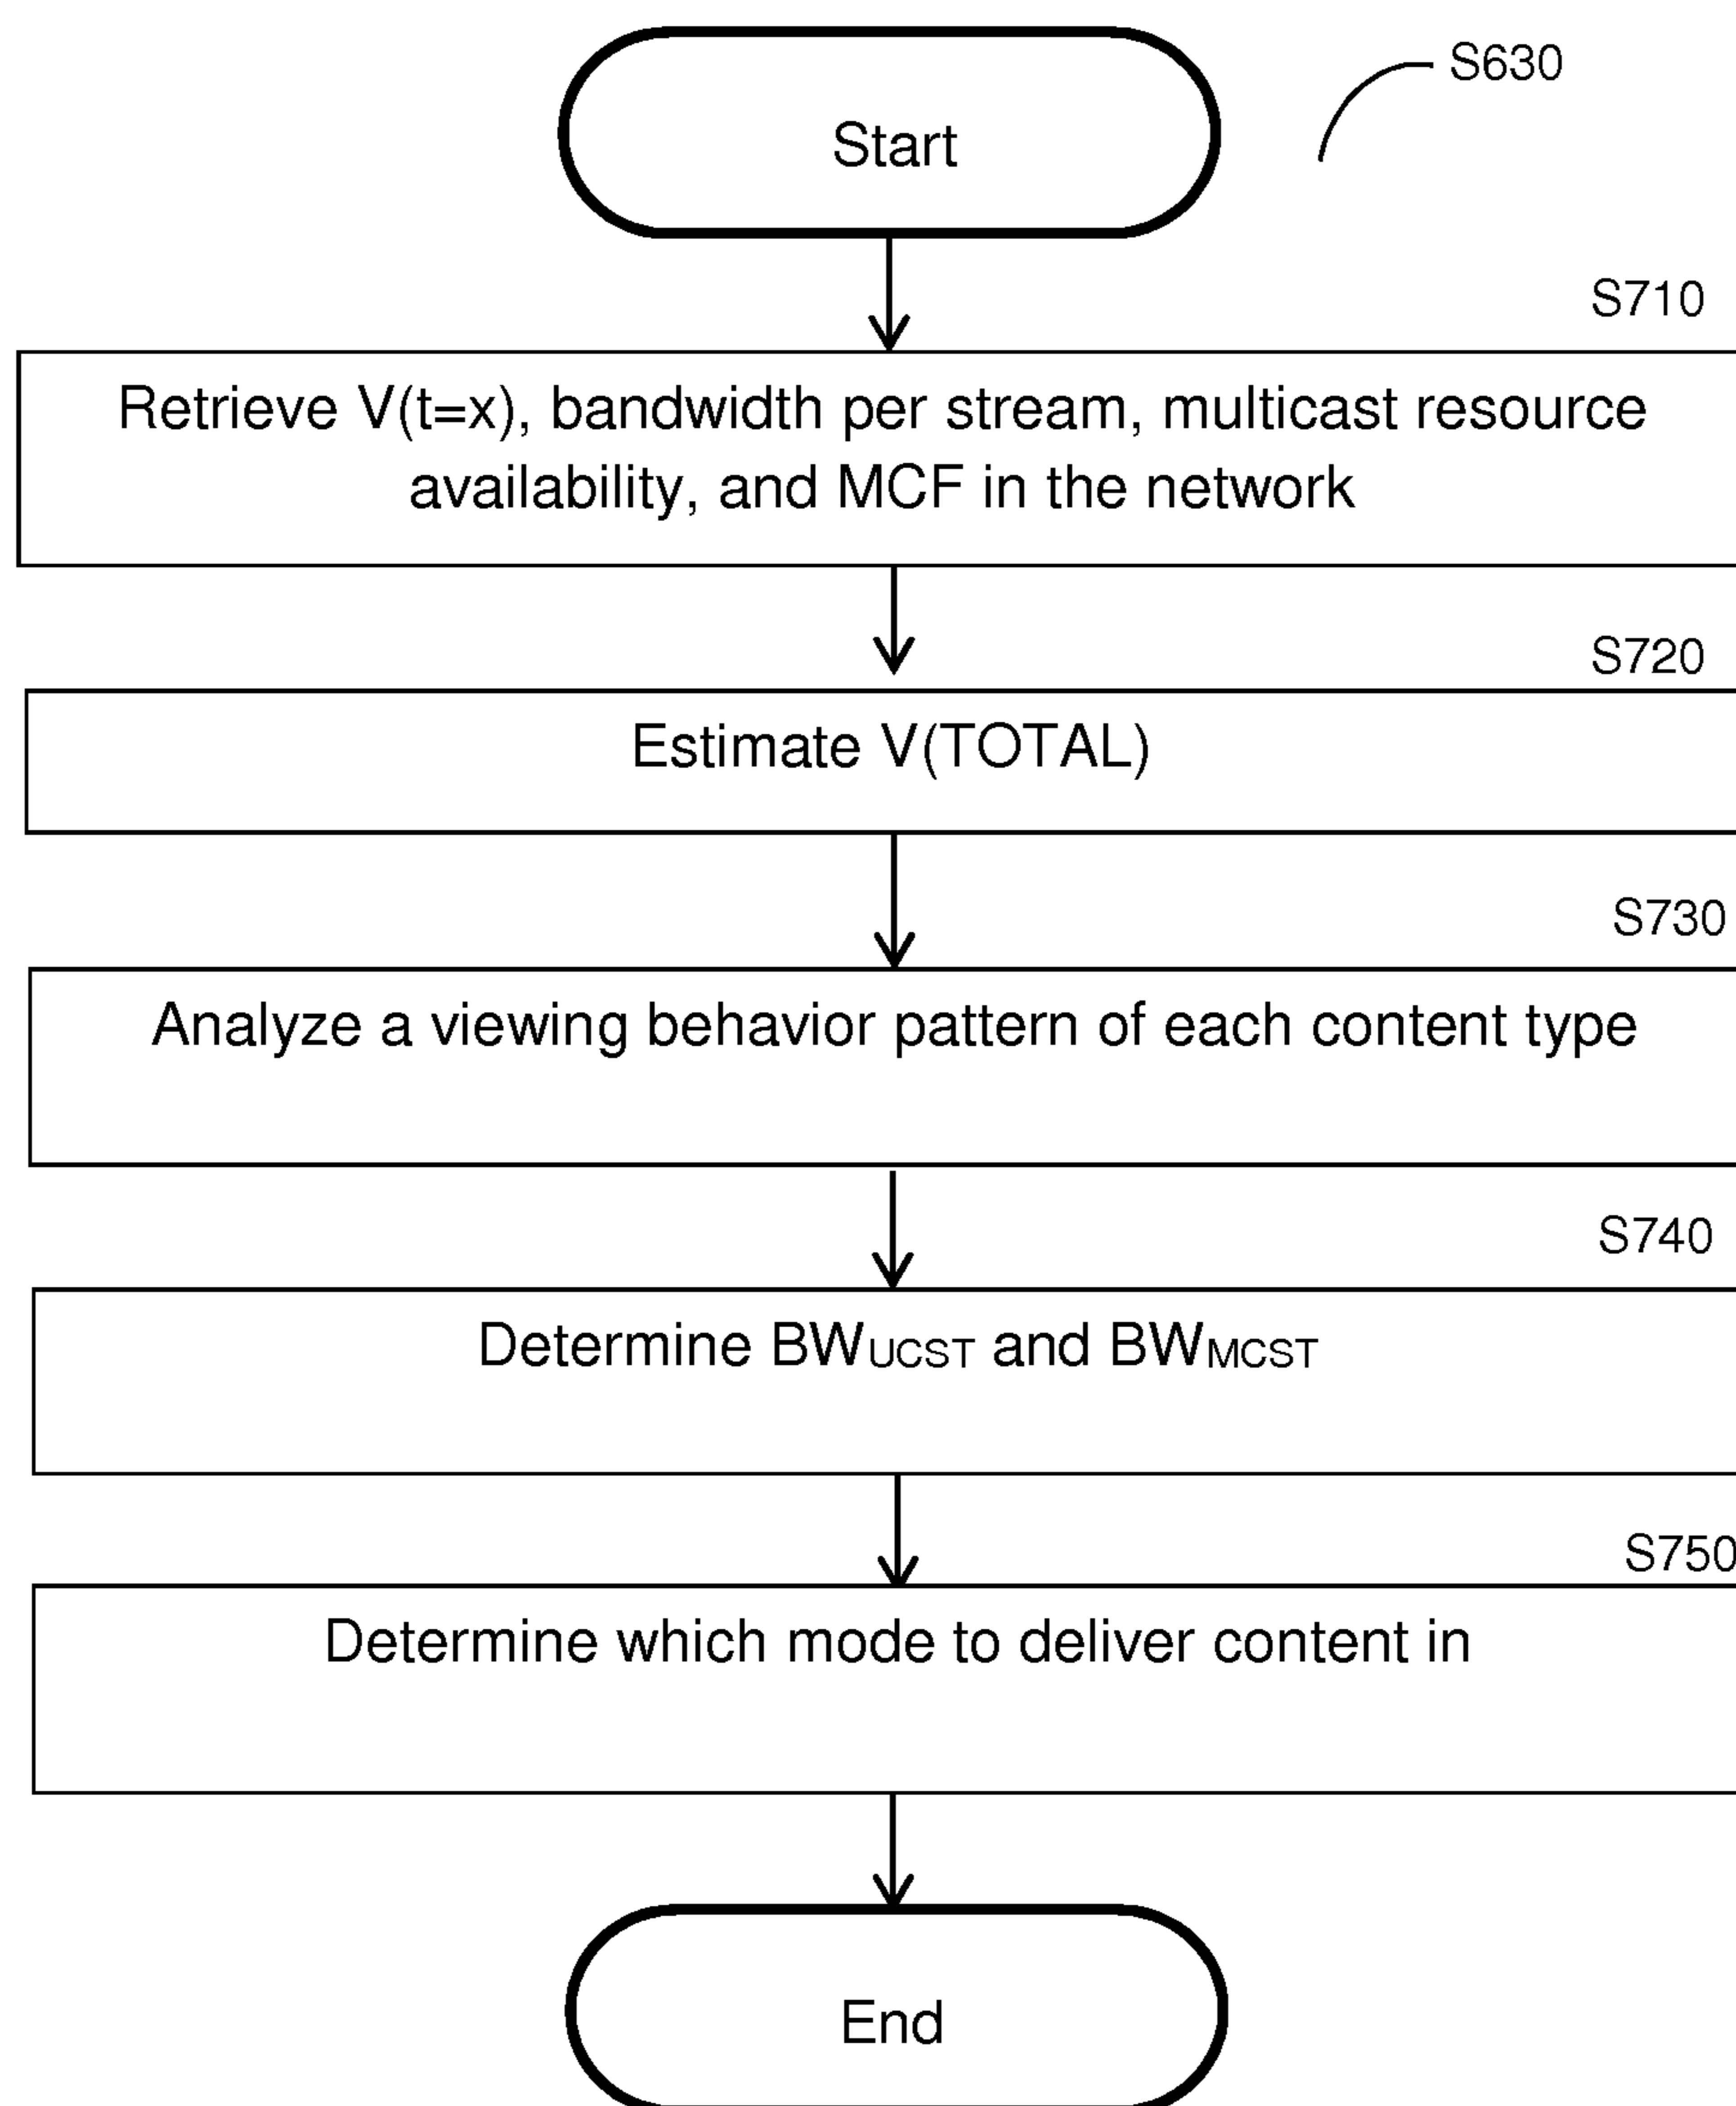 S630
Start
S710
Retrieve V(t=x), bandwidth per stream, multicast resource
availability, and MCF in the network
S720
Estimate V(TOTAL)
S730
Analyze a viewing behavior pattern of each content type
S740
Determine BWUCST and BWMCST
S750
Determine which mode to deliver content in
End